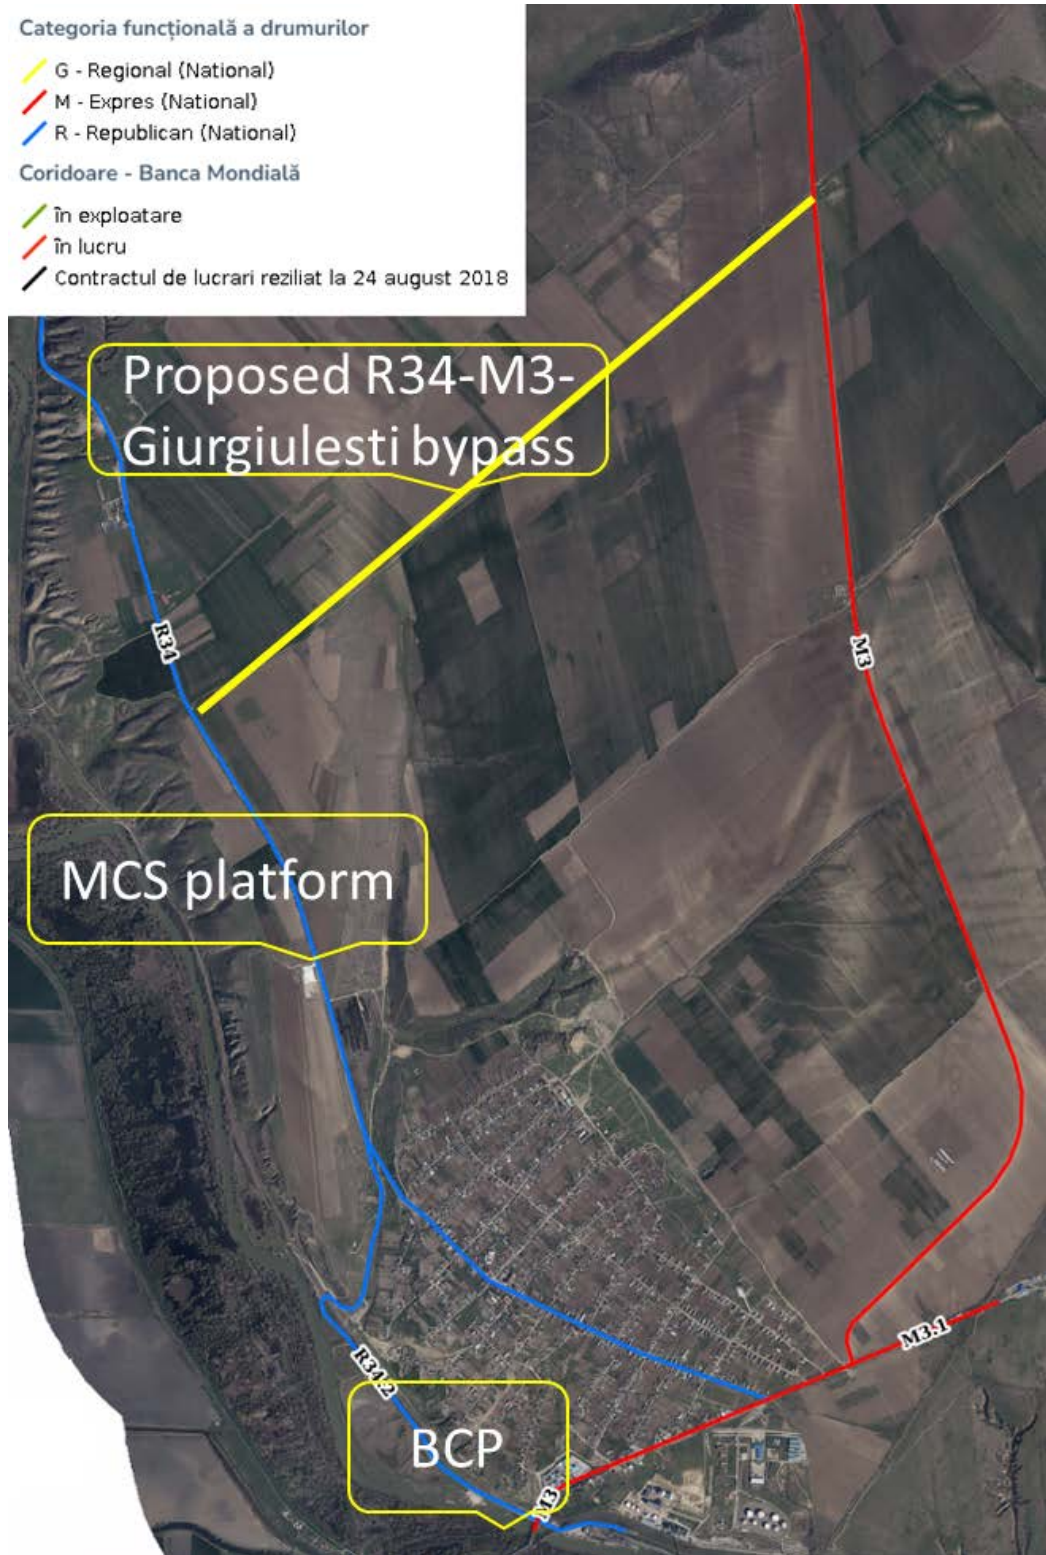 Categoria funcțională a drumurilor
G - Regional (National)
M - Expres (National)
R - Republican (National)
Coridoare - Banca Mondială
în exploatare
în lucru
Contractul de lucrari reziliat la 24 august 2018
Proposed R34-M3-
Giurgiulesti bypass
R34
M3
MCS platform
M3.1
R34.2
BCP
M3